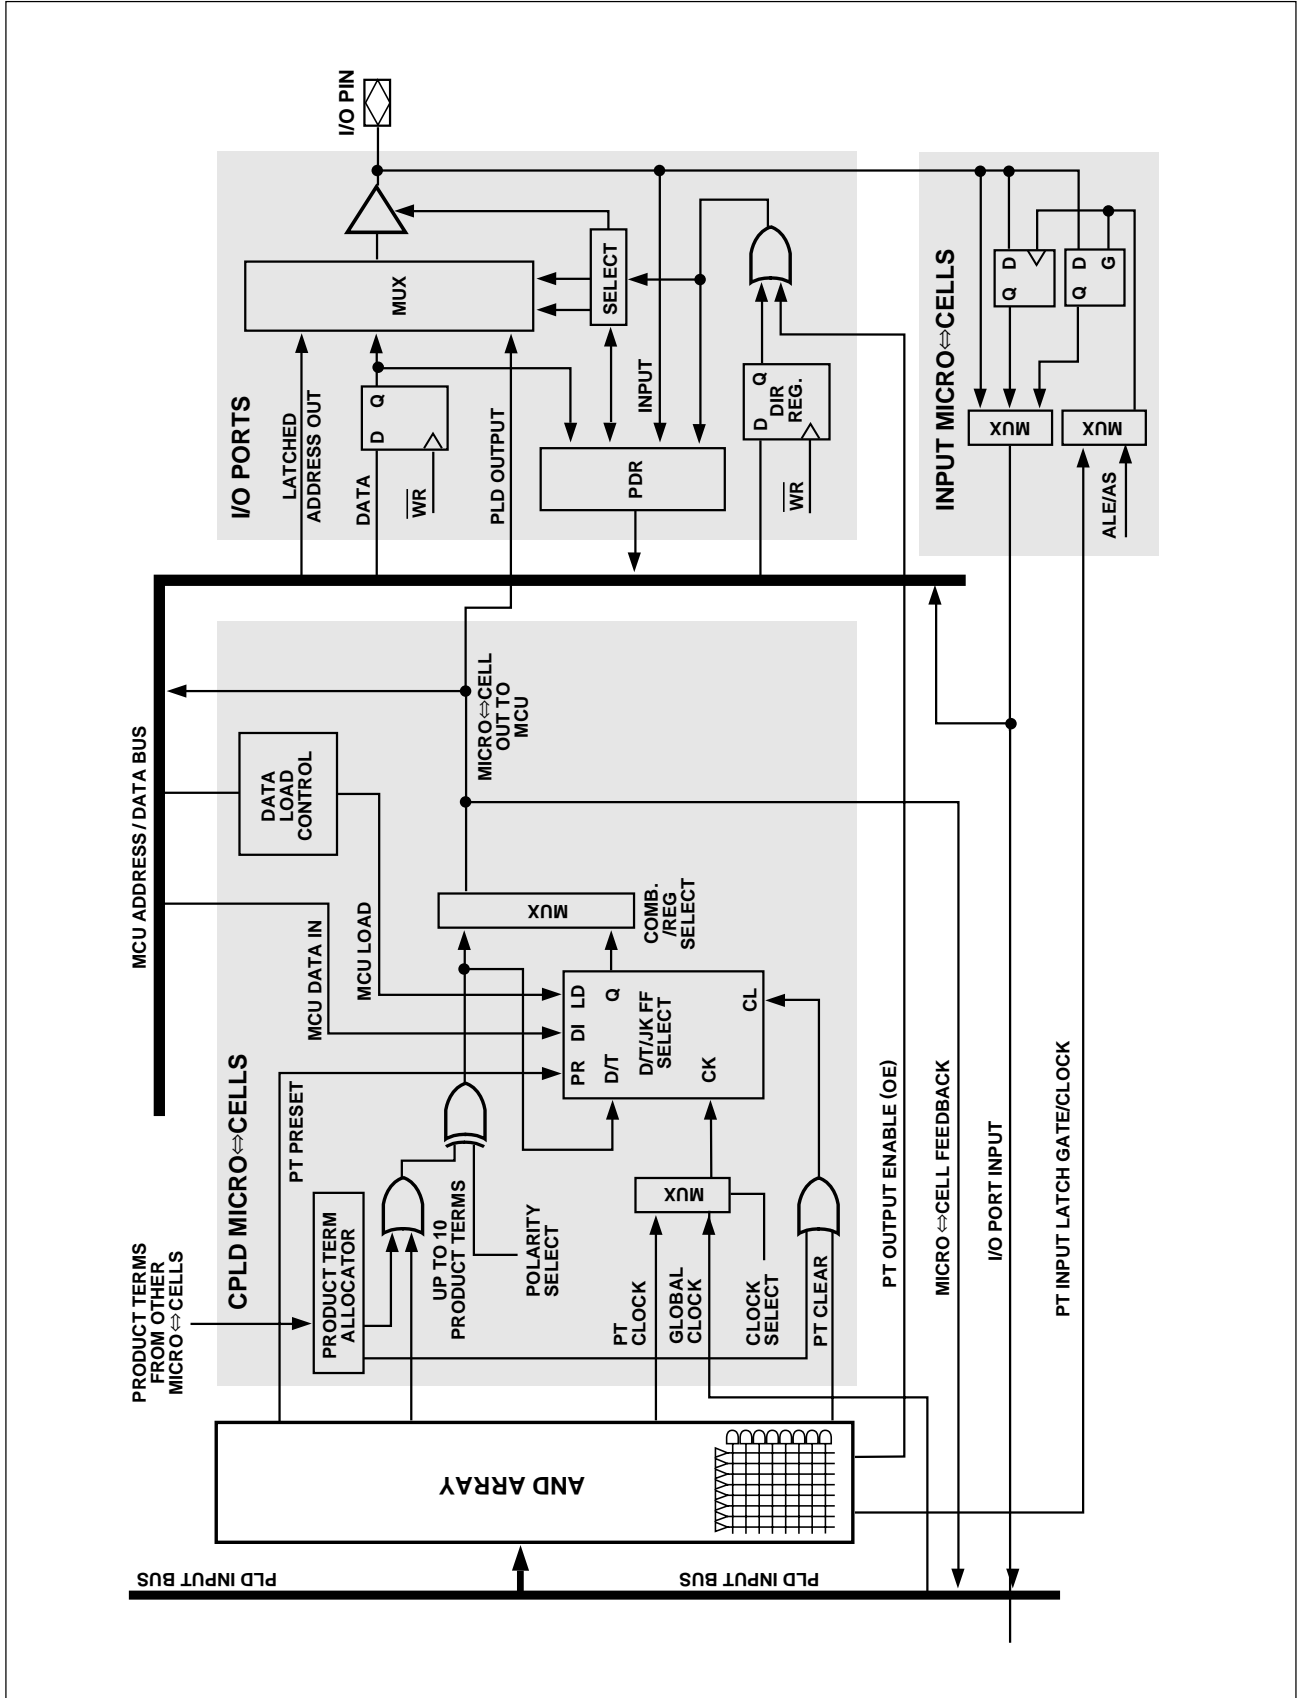 PLD INPUT BUS
PLD INPUT BUS
AND ARRAY
PRODUCT TERMS
FROM OTHER
MICRO⇔CELLS
CPLD MICRO⇔CELLS
PRODUCT TERM
ALLOCATOR
PT PRESET
UP TO 10
PRODUCT TERMS
POLARITY
SELECT
PT
CLOCK
GLOBAL
CLOCK
CLOCK
SELECT
PT CLEAR
MUX
MCU ADDRESS / DATA BUS
MCU DATA IN
MCU LOAD
DATA
LOAD
CONTROL
PR
DI
LD
D/T
Q
D/T/JK FF
SELECT
CK
CL
MUX
COMB.
/REG
SELECT
MICRO⇔CELL
OUT TO
MCU
I/O PORTS
LATCHED
ADDRESS OUT
DATA
D
Q
WR
PLD OUTPUT
MUX
SELECT
INPUT
PDR
D
Q
DIR
REG.
WR
I/O PIN
INPUT MICRO⇔CELLS
Q
D
Q
D
G
MUX
MUX
ALE/AS
PT OUTPUT ENABLE (OE)
MICRO⇔CELL FEEDBACK
I/O PORT INPUT
PT INPUT LATCH GATE/CLOCK